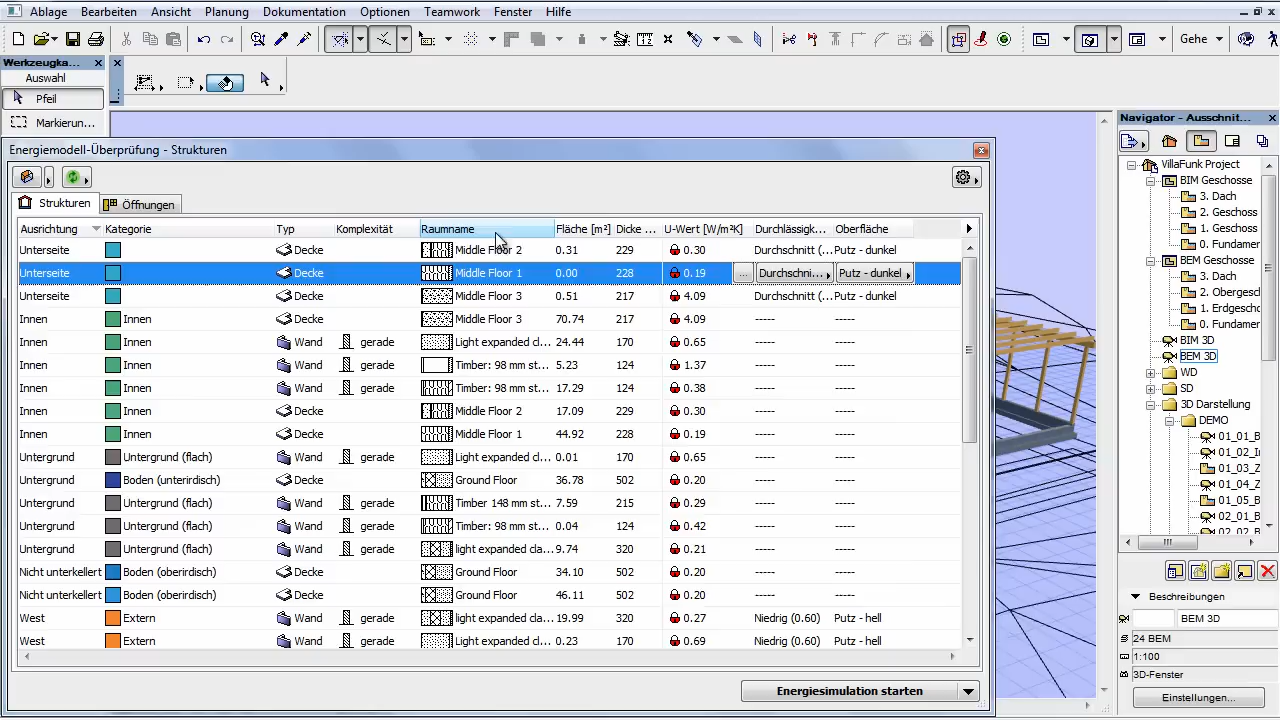 Ablage Bearbeiten Ansicht Planung Dokumentation Optionen Teamwork Fenster Hilfe
Gehe
Werkzeugka...
Auswahl
Pfeil
Markierun...
Energiemodell-Überprüfung - Strukturen
Strukturen Öffnungen
Ausrichtung Kategorie Typ Komplexität Raumname Fläche [m²] Dicke ... U-Wert [W/m²K] Durchlässigk... Oberfläche
Unterseite Decke Middle Floor 2 0.31 229 0.30 Durchschnitt (... Putz - dunkel
Unterseite Decke Middle Floor 1 0.00 228 0.19 ... Durchschni... Putz - dunkel
Unterseite Decke Middle Floor 3 0.51 217 4.09 Durchschnitt (... Putz - dunkel
Innen Innen Decke Middle Floor 3 70.74 217 4.09 ----- -----
Innen Innen Wand gerade Light expanded d... 24.44 170 0.65 ----- -----
Innen Innen Wand gerade Timber: 98 mm st... 5.23 124 1.37 ----- -----
Innen Innen Wand gerade Timber: 98 mm st... 17.29 124 0.38 ----- -----
Innen Innen Decke Middle Floor 2 17.09 229 0.30 ----- -----
Innen Innen Decke Middle Floor 1 44.92 228 0.19 ----- -----
Untergrund Untergrund (flach) Wand gerade Light expanded d... 0.01 170 0.65 ----- -----
Untergrund Boden (unterirdisch) Decke Ground Floor 36.78 502 0.20 ----- -----
Untergrund Untergrund (flach) Wand gerade Timber 148 mm st... 7.59 215 0.29 ----- -----
Untergrund Untergrund (flach) Wand gerade Timber: 98 mm st... 0.04 124 0.42 ----- -----
Untergrund Untergrund (flach) Wand gerade light expanded da... 9.74 320 0.21 ----- -----
Nicht unterkellert Boden (oberirdisch) Decke Ground Floor 34.10 502 0.20 ----- -----
Nicht unterkellert Boden (oberirdisch) Decke Ground Floor 46.11 502 0.20 ----- -----
West Extern Wand gerade light expanded da... 19.99 320 0.27 Niedrig (0.60) Putz - hell
West Extern Wand gerade Light expanded d... 0.23 170 0.69 Niedrig (0.60) Putz - hell
Energiesimulation starten
Navigator - Ausschnit...
VillaFunk Project
BIM Geschosse
3. Dach
2. Geschoss
1. Geschoss
0. Fundamer
BEM Geschosse
3. Dach
2. Obergesc
1. Erdgescho
0. Fundamer
BIM 3D
BEM 3D
WD
SD
3D Darstellung
DEMO
01_01_B
01_02_I
01_03_Z
01_04_Z
01_05_B
02_01_B
02_02_B
Beschreibungen
BEM 3D
24 BEM
1:100
3D-Fenster
Einstellungen...